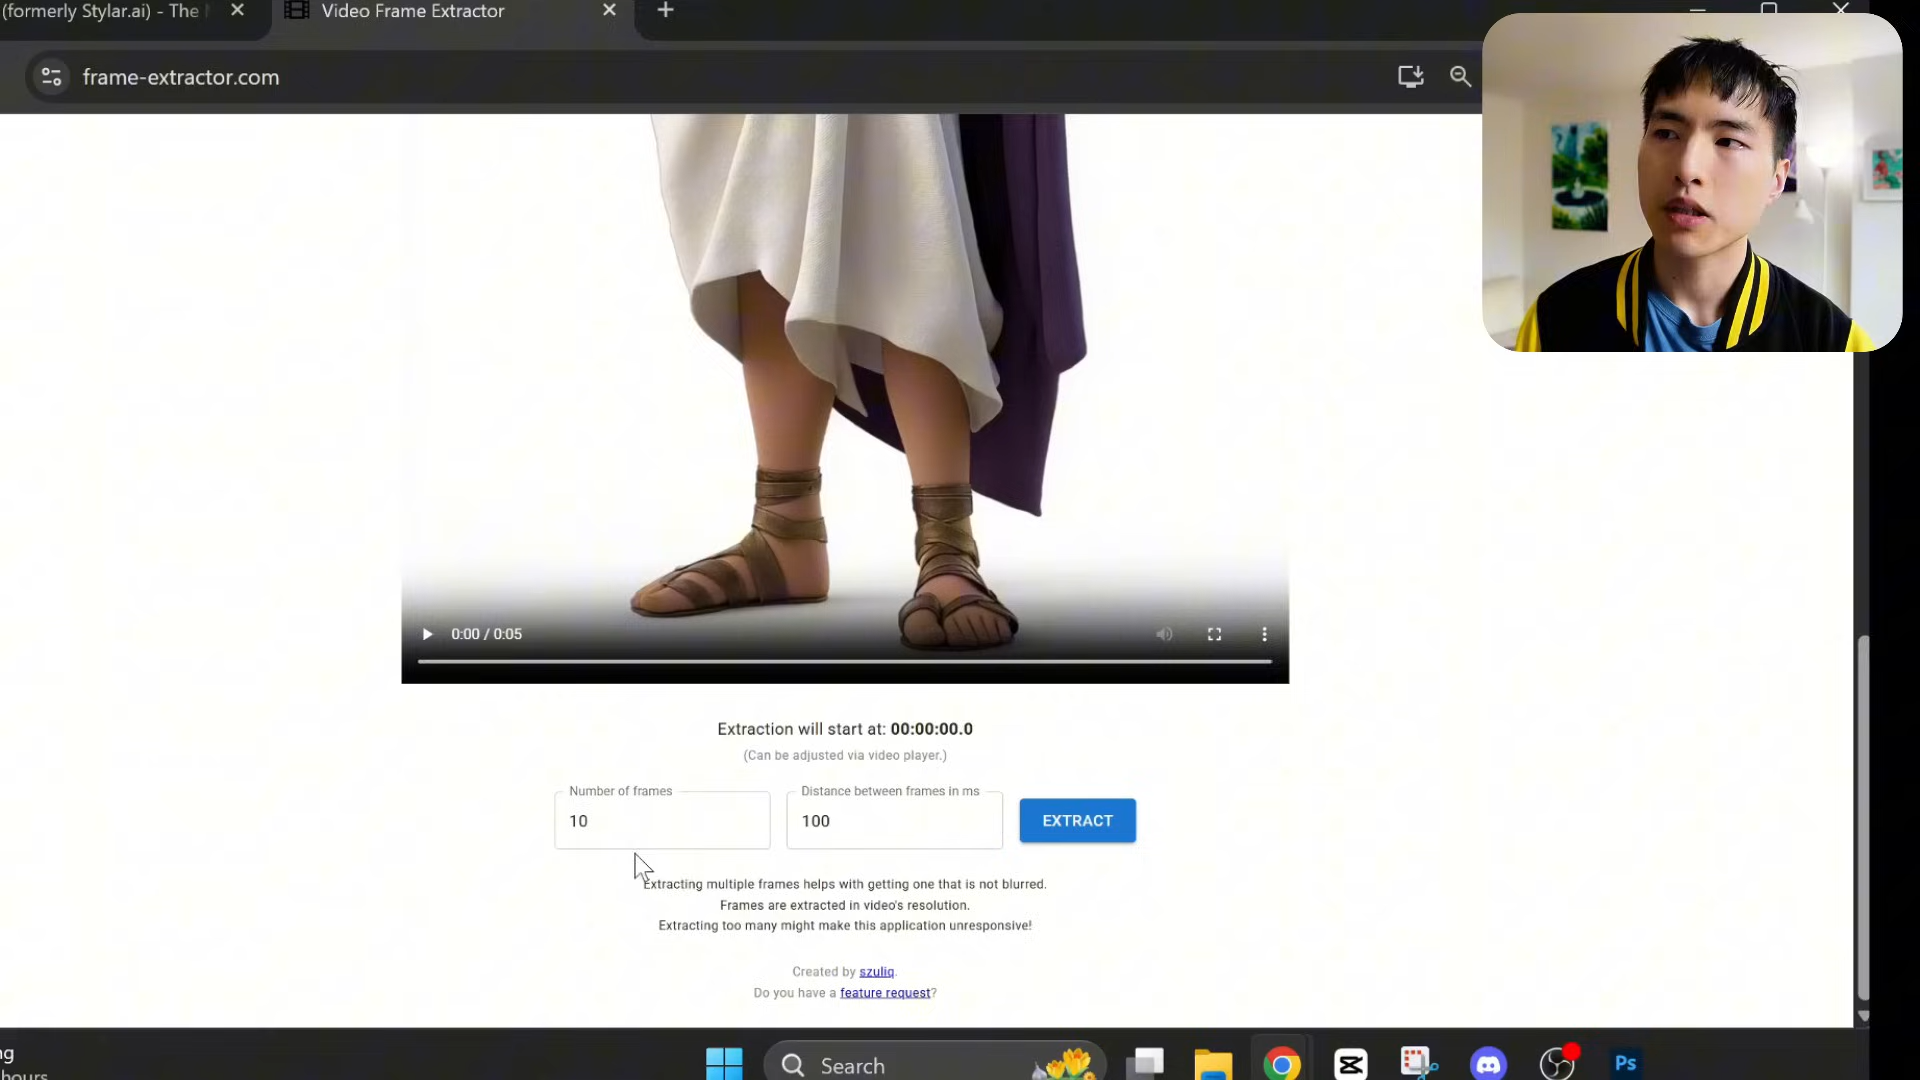 (formerly Stylar.ai) - The
Video Frame Extractor
frame-extractor.com
0:00 / 0:05
Extraction will start at: 00:00:00.0
(Can be adjusted via video player.)
Number of frames
10
Distance between frames in ms
100
EXTRACT
Extracting multiple frames helps with getting one that is not blurred.
Frames are extracted in video's resolution.
Extracting too many might make this application unresponsive!
Created by szuliq.
Do you have a feature request?
ng
hours
Search
Ps